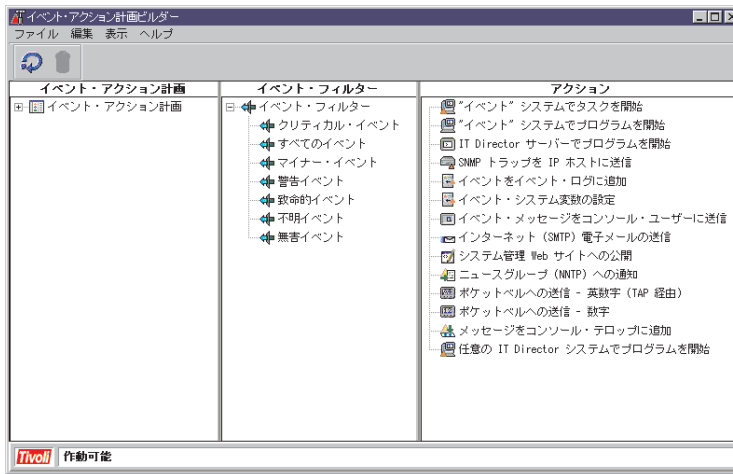 イベント・アクション計画ビルダー
ファイル 編集 表示 ヘルプ
イベント・アクション計画
イベント・アクション計画
イベント・フィルター
イベント・フィルター
クリティカル・イベント
すべてのイベント
マイナー・イベント
警告イベント
致命的イベント
不明イベント
無害イベント
アクション
"イベント" システムでタスクを開始
"イベント" システムでプログラムを開始
IT Director サーバーでプログラムを開始
SNMP トラップを IP ホストに送信
イベントをイベント・ログに追加
イベント・システム変数の設定
イベント・メッセージをコンソール・ユーザーに送信
インターネット (SMTP) 電子メールの送信
システム管理 Web サイトへの公開
ニュースグループ (NNTP) への通知
ポケットベルへの送信 - 英数字 (TAP 経由)
ポケットベルへの送信 - 数字
メッセージをコンソール・テロップに追加
任意の IT Director システムでプログラムを開始
Tivoli 作動可能